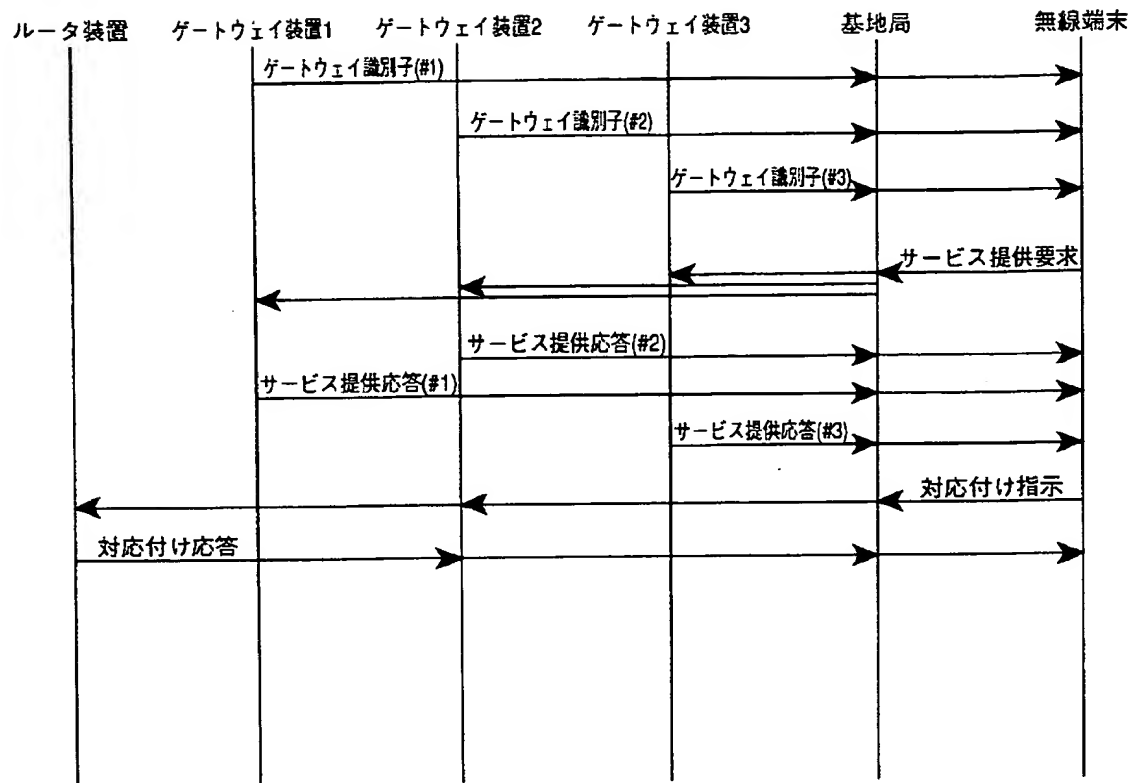 ルータ装置
ゲートウェイ装置1
ゲートウェイ装置2
ゲートウェイ装置3
基地局
無線端末
ゲートウェイ識別子(#1)
ゲートウェイ識別子(#2)
ゲートウェイ識別子(#3)
サービス提供要求
サービス提供応答(#2)
サービス提供応答(#1)
サービス提供応答(#3)
対応付け指示
対応付け応答